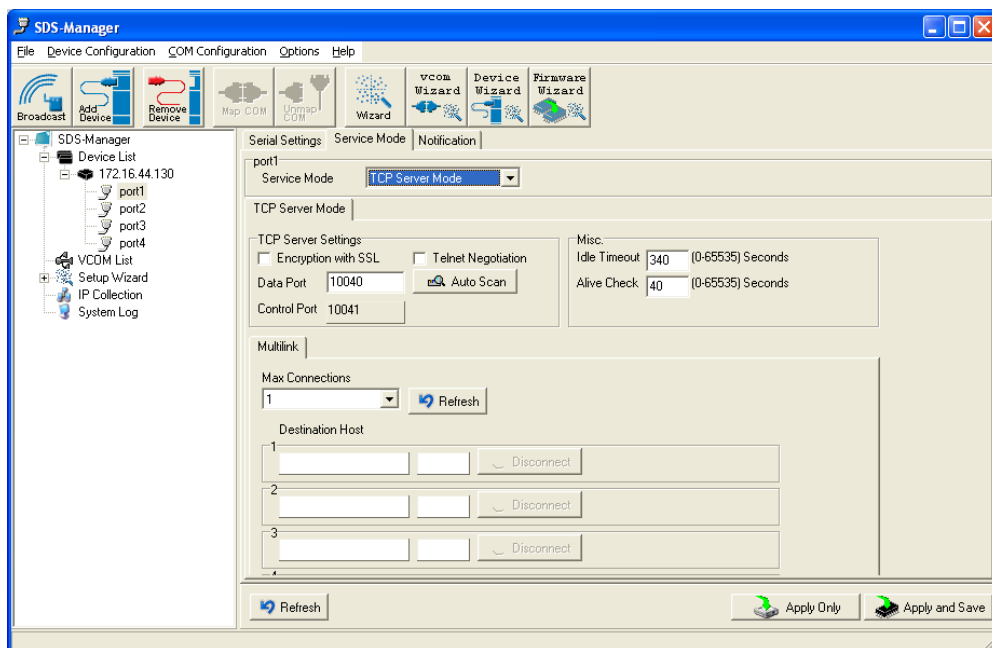 SDS-Manager
File Device Configuration COM Configuration Options Help
Broadcast
Add Device
Remove Device
Map COM
Unmap COM
Wizard
vcom Wizard
Device Wizard
Firmware Wizard
SDS-Manager
Device List
172.16.44.130
port1
port2
port3
port4
VCOM List
Setup Wizard
IP Collection
System Log
Serial Settings Service Mode Notification
port1
Service Mode TCP Server Mode
TCP Server Mode
TCP Server Settings
Encryption with SSL Telnet Negotiation
Data Port 10040 Auto Scan
Control Port 10041
Misc.
Idle Timeout 340 (0-65535) Seconds
Alive Check 40 (0-65535) Seconds
Multilink
Max Connections
1 Refresh
Destination Host
1 Disconnect
2 Disconnect
3 Disconnect
4
Refresh Apply Only Apply and Save